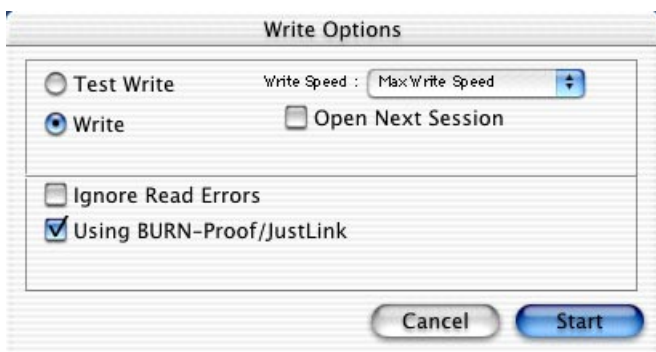 Write Options
Test Write Write Speed : Max Write Speed
Write Open Next Session
Ignore Read Errors
Using BURN-Proof/JustLink
Cancel Start